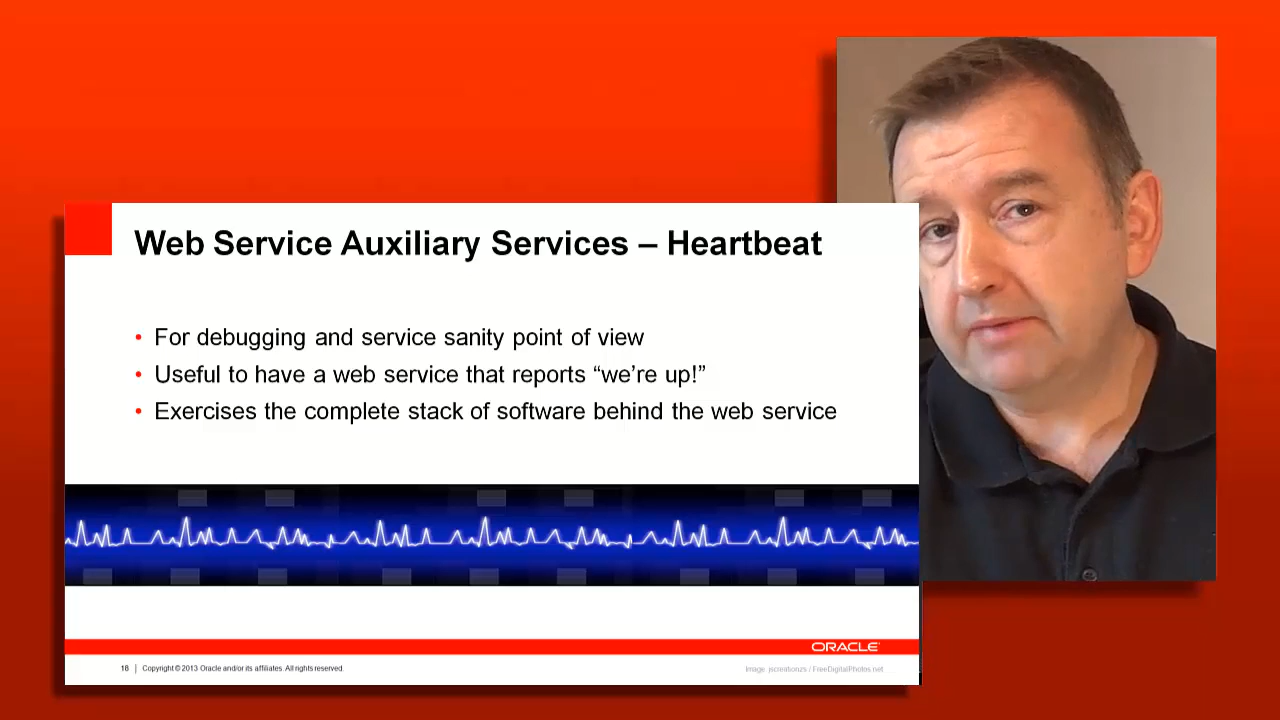 Web Service Auxiliary Services – Heartbeat
• For debugging and service sanity point of view
• Useful to have a web service that reports “we’re up!”
• Exercises the complete stack of software behind the web service
ORACLE
18 | Copyright © 2013 Oracle and/or its affiliates. All rights reserved.
Image: jscreationzs / FreeDigitalPhotos.net